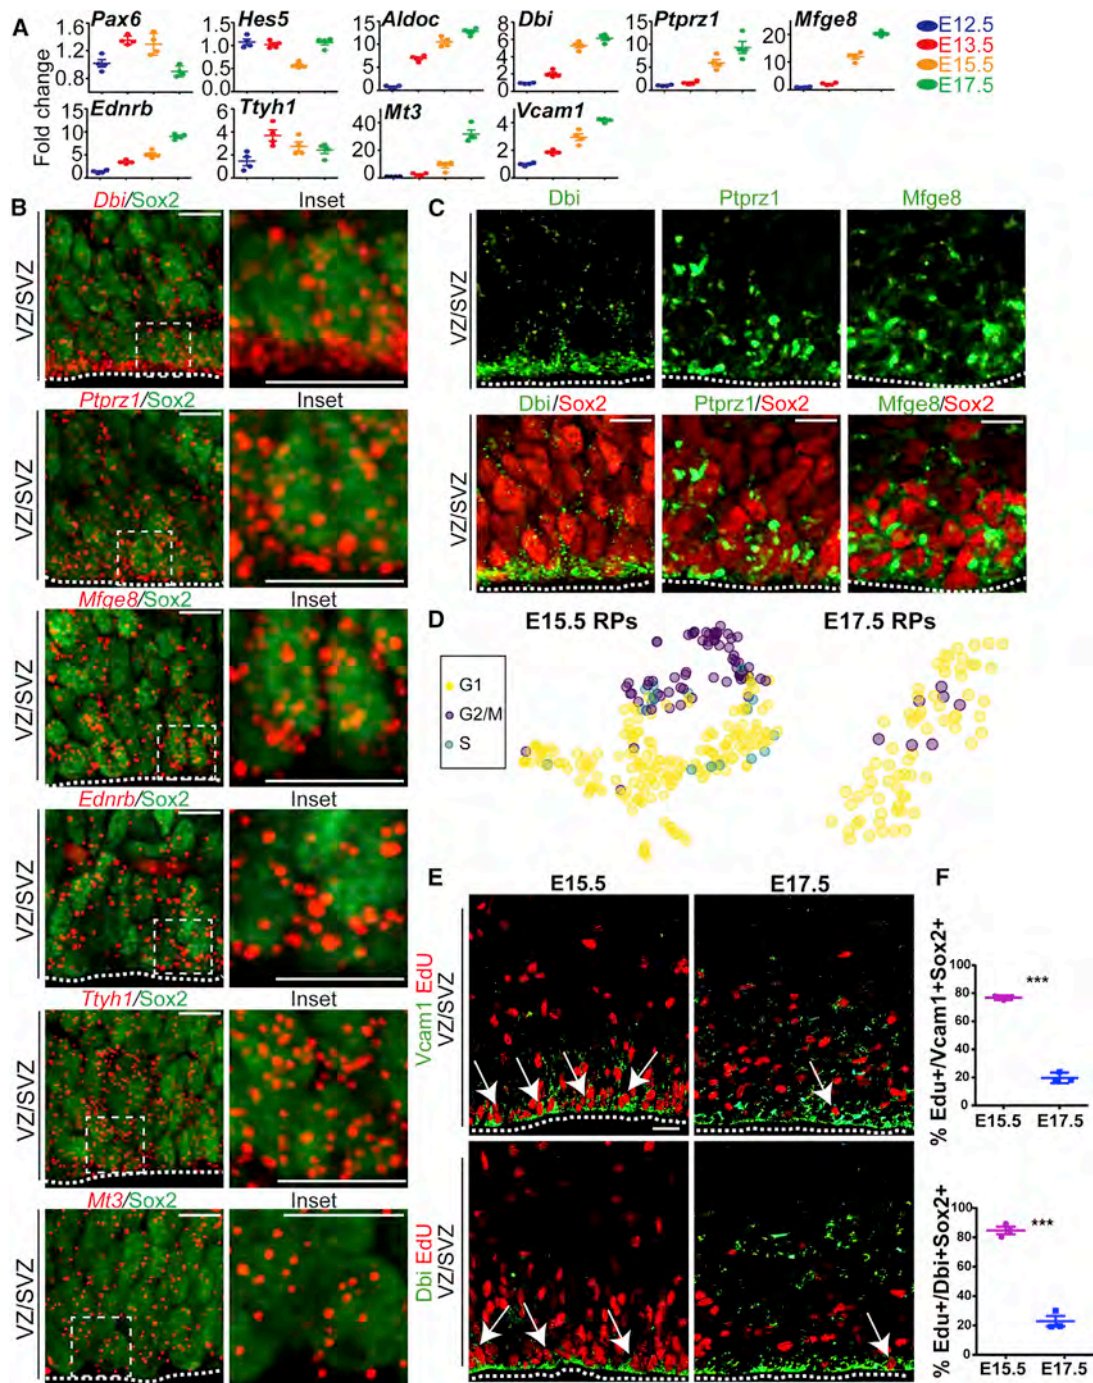 A
Fold change
Pax6
1.6
1.2
0.8
Hes5
1.5
1.0
0.5
0.0
Aldoc
15
10
5
0
Dbi
8
6
4
2
0
Ptprz1
15
10
5
0
Mfge8
20
10
0
E12.5
E13.5
E15.5
E17.5
Ednrb
15
10
5
0
Ttyh1
6
4
2
0
Mt3
40
20
0
Vcam1
4
2
0
B
Dbi/Sox2
Inset
VZ/SVZ
Ptprz1/Sox2
Inset
VZ/SVZ
Mfge8/Sox2
Inset
VZ/SVZ
Ednrb/Sox2
Inset
VZ/SVZ
Ttyh1/Sox2
Inset
VZ/SVZ
Mt3/Sox2
Inset
VZ/SVZ
C
Dbi
Ptprz1
Mfge8
VZ/SVZ
Dbi/Sox2
Ptprz1/Sox2
Mfge8/Sox2
VZ/SVZ
D
E15.5 RPs
E17.5 RPs
G1
G2/M
S
E
E15.5
E17.5
Vcam1 EdU
VZ/SVZ
Dbi EdU
VZ/SVZ
F
% Edu+/Vcam1+Sox2+
100
80
60
40
20
0
***
E15.5 E17.5
% Edu+/Dbi+Sox2+
100
80
60
40
20
0
***
E15.5 E17.5